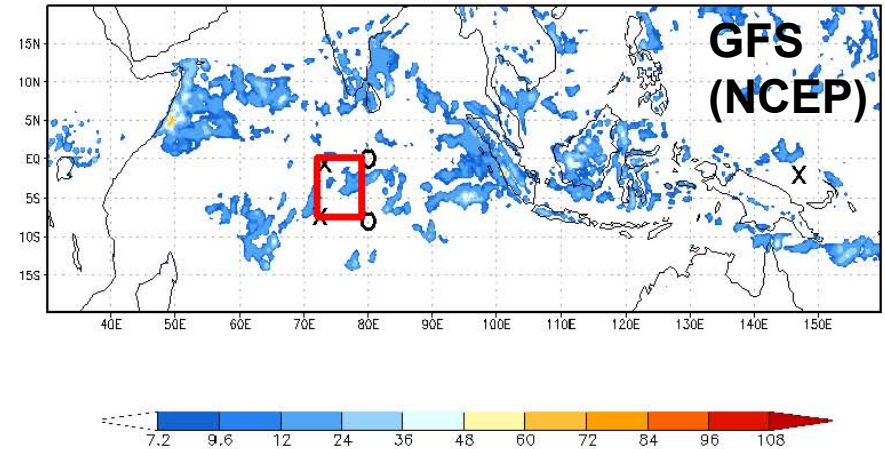 GFS
(NCEP)
15N
10N
5N
EQ
5S
10S
15S
X
O
X
O
X
40E 50E 60E 70E 80E 90E 100E 110E 120E 130E 140E 150E
7.2 9.6 12 24 36 48 60 72 84 96 108